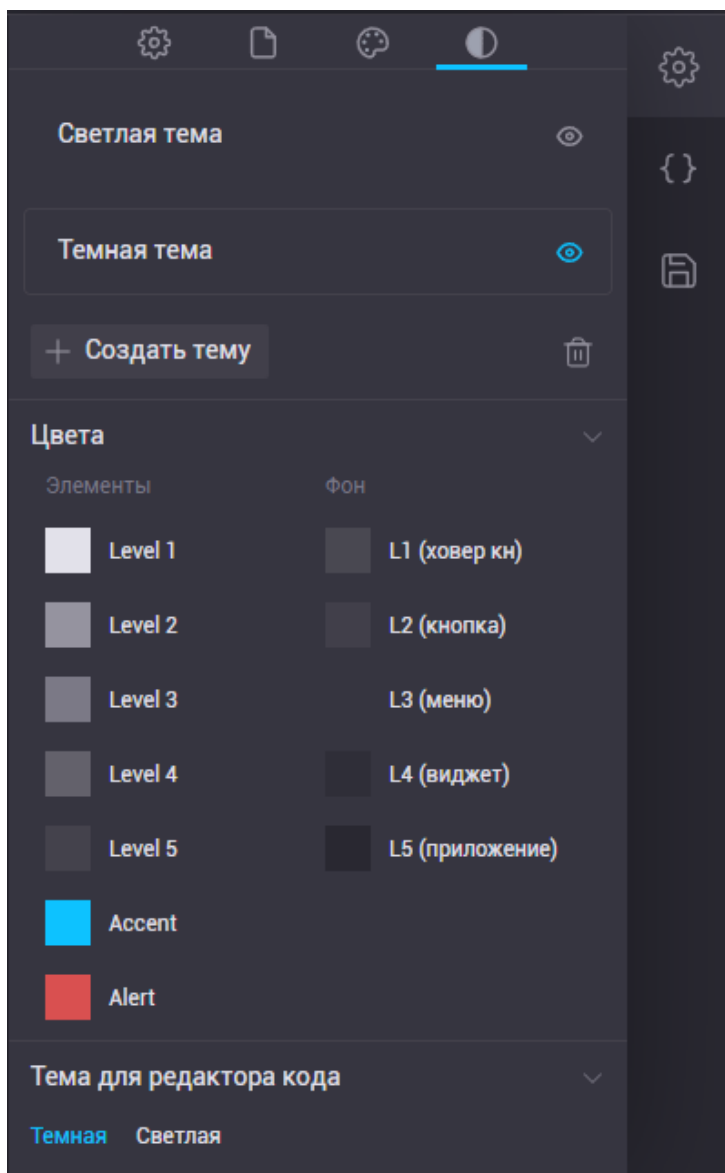 Светлая тема
Темная тема
Создать тему
Цвета
Элементы Фон
Level 1 L1 (ховер кн)
Level 2 L2 (кнопка)
Level 3 L3 (меню)
Level 4 L4 (виджет)
Level 5 L5 (приложение)
Accent
Alert
Тема для редактора кода
Темная Светлая